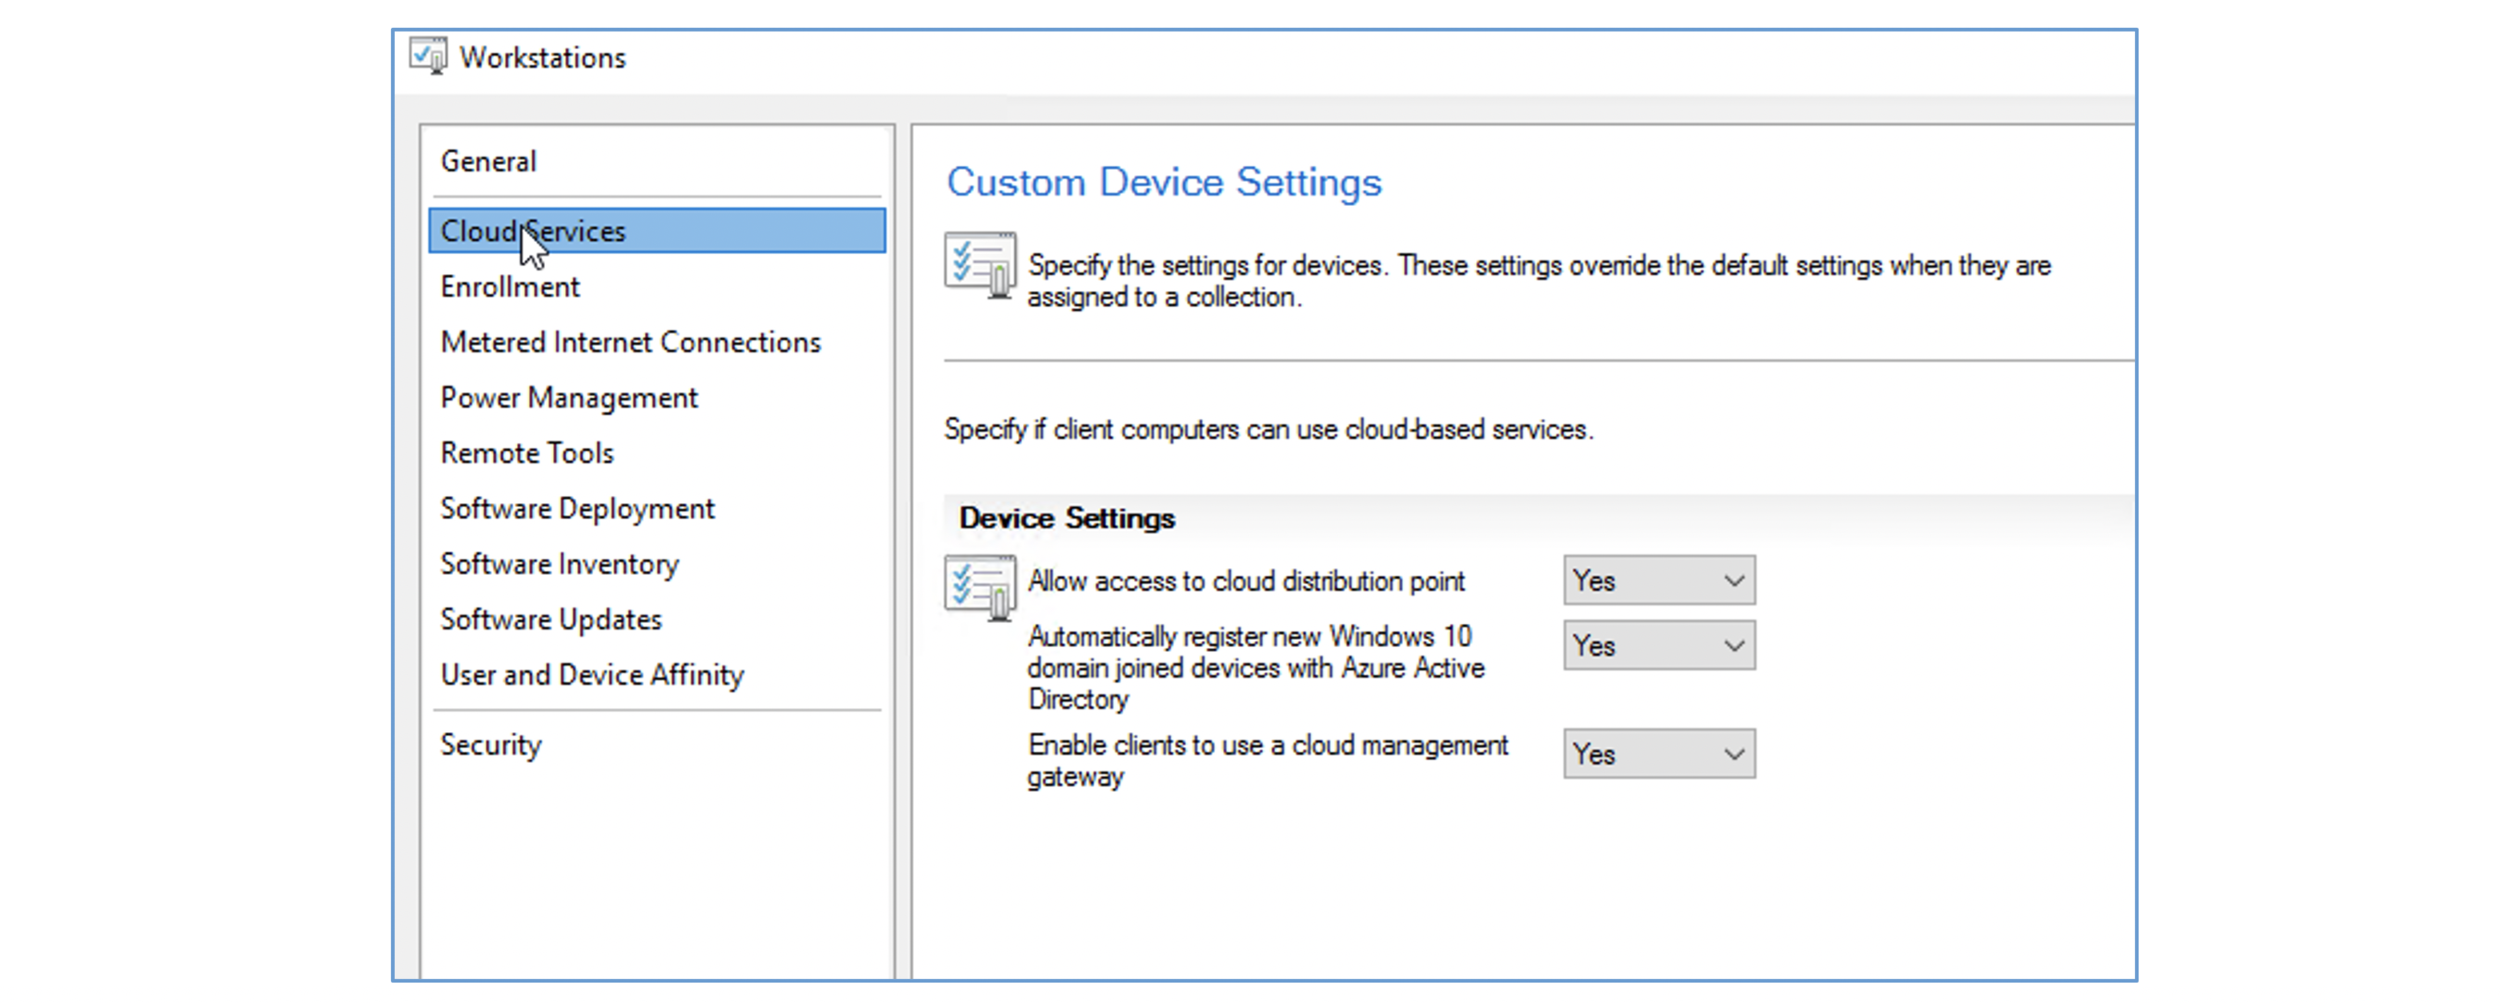 Workstations
General
Cloud Services
Enrollment
Metered Internet Connections
Power Management
Remote Tools
Software Deployment
Software Inventory
Software Updates
User and Device Affinity
Security
Custom Device Settings
Specify the settings for devices. These settings override the default settings when they are
assigned to a collection.
Specify if client computers can use cloud-based services.
Device Settings
Allow access to cloud distribution point
Yes
Automatically register new Windows 10
domain joined devices with Azure Active
Directory
Yes
Enable clients to use a cloud management
gateway
Yes